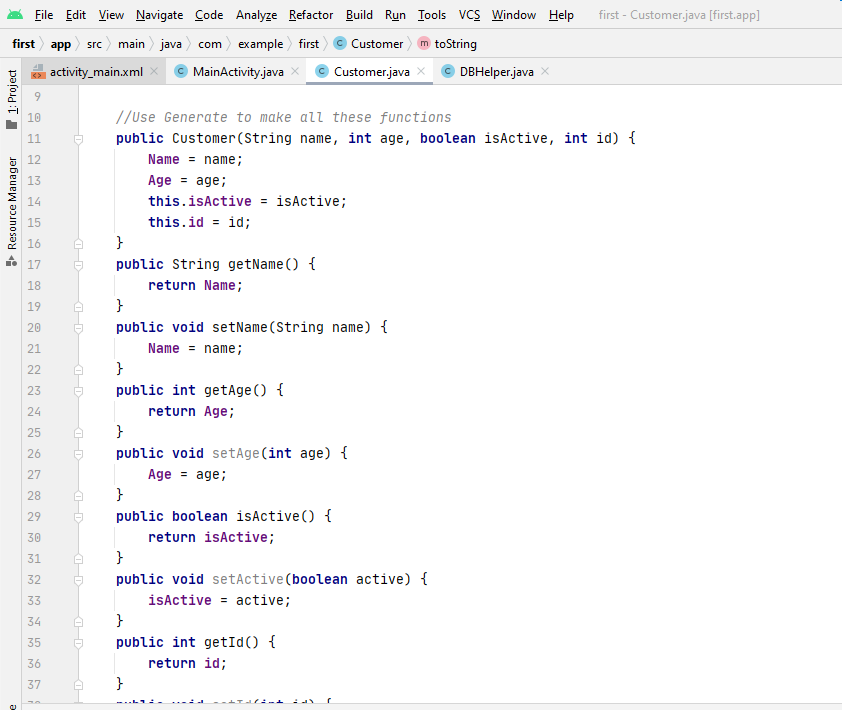 File Edit View Navigate Code Analyze Refactor Build Run Tools VCS Window Help first - Customer.java [first.app]
first app src main java com example first C Customer m toString
activity_main.xml C MainActivity.java C Customer.java C DBHelper.java
1: Project
Resource Manager
9
10 //Use Generate to make all these functions
11 public Customer(String name, int age, boolean isActive, int id) {
12 Name = name;
13 Age = age;
14 this.isActive = isActive;
15 this.id = id;
16 }
17 public String getName() {
18 return Name;
19 }
20 public void setName(String name) {
21 Name = name;
22 }
23 public int getAge() {
24 return Age;
25 }
26 public void setAge(int age) {
27 Age = age;
28 }
29 public boolean isActive() {
30 return isActive;
31 }
32 public void setActive(boolean active) {
33 isActive = active;
34 }
35 public int getId() {
36 return id;
37 }
38 public void setId(int id) {